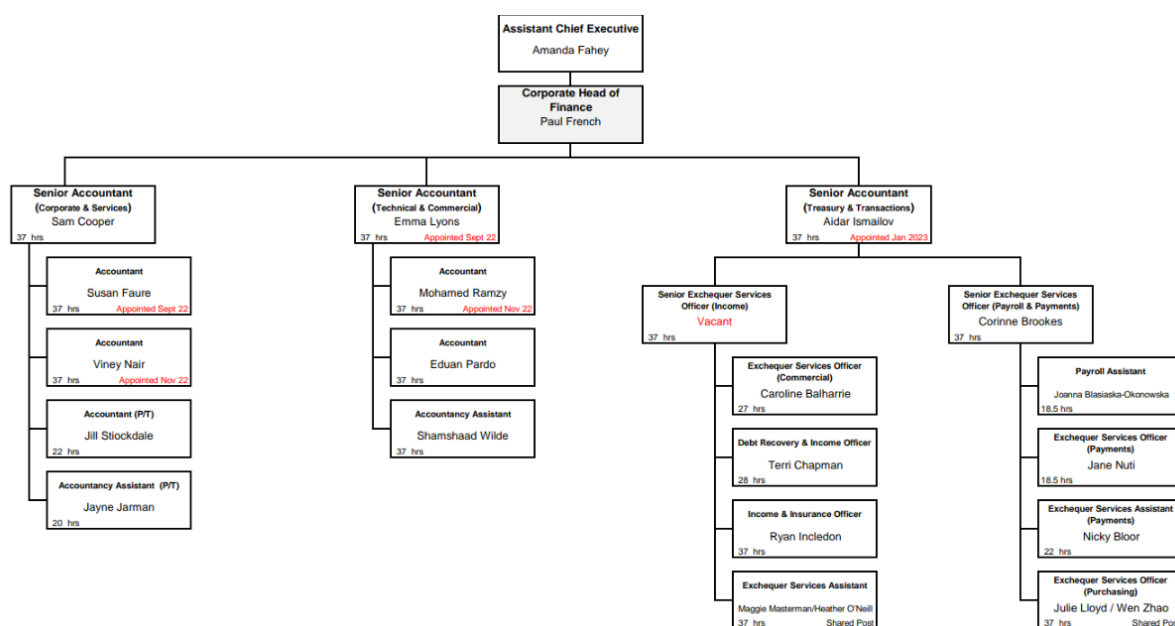 Assistant Chief Executive
Amanda Fahey
Corporate Head of
Finance
Paul French
Senior Accountant
(Corporate & Services)
Sam Cooper
37 hrs
Accountant
Susan Faure
37 hrs Appointed Sept 22
Accountant
Viney Nair
37 hrs Appointed Nov 22
Accountant (P/T)
Jill Stiockdale
22 hrs
Accountancy Assistant (P/T)
Jayne Jarman
20 hrs
Senior Accountant
(Technical & Commercial)
Emma Lyons
37 hrs Appointed Sept 22
Accountant
Mohamed Ramzy
37 hrs Appointed Nov 22
Accountant
Eduan Pardo
37 hrs
Accountancy Assistant
Shamshaad Wilde
37 hrs
Senior Accountant
(Treasury & Transactions)
Aidar Ismailov
37 hrs Appointed Jan 2023
Senior Exchequer Services
Officer (Income)
Vacant
37 hrs
Exchequer Services Officer
(Commercial)
Caroline Balharrie
27 hrs
Debt Recovery & Income Officer
Terri Chapman
28 hrs
Income & Insurance Officer
Ryan Incledon
37 hrs
Exchequer Services Assistant
Maggie Masterman/Heather O'Neill
37 hrs Shared Post
Senior Exchequer Services
Officer (Payroll & Payments)
Corinne Brookes
37 hrs
Payroll Assistant
Joanna Blasiaska-Okonowska
18.5 hrs
Exchequer Services Officer
(Payments)
Jane Nuti
18.5 hrs
Exchequer Services Assistant
(Payments)
Nicky Bloor
22 hrs
Exchequer Services Officer
(Purchasing)
Julie Lloyd / Wen Zhao
37 hrs Shared Post